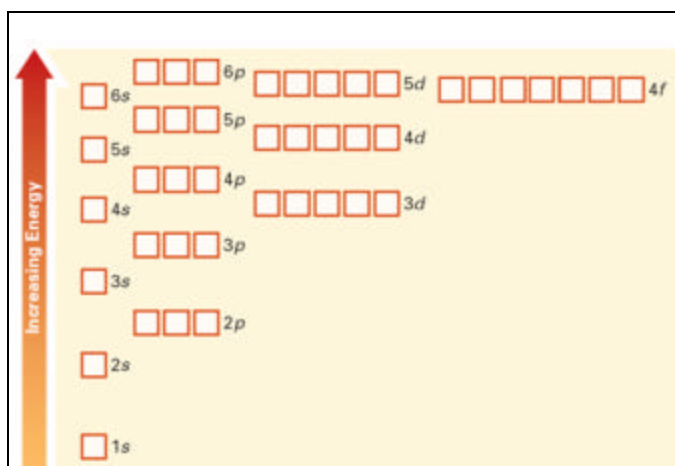 6p
5d
4f
6s
5p
4d
5s
4p
3d
4s
3p
3s
2p
2s
1s
Increasing Energy